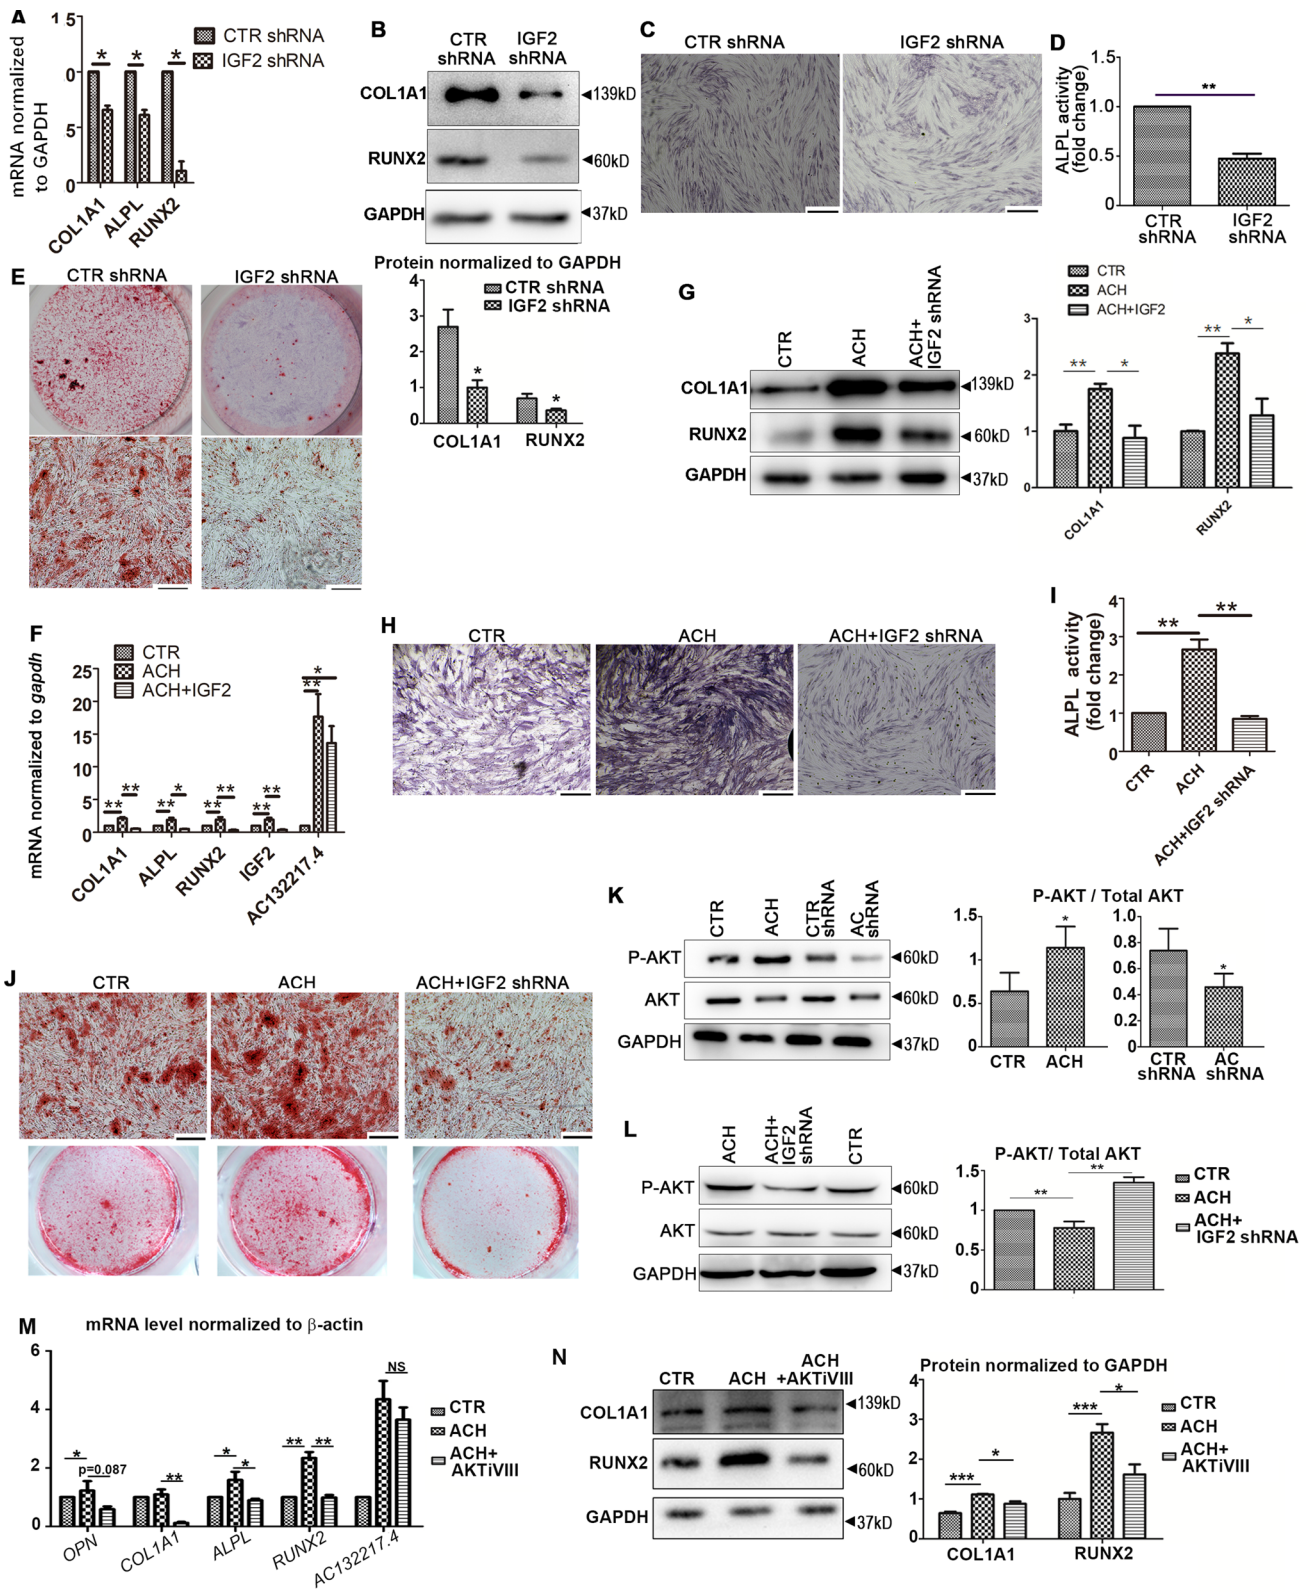 A
mRNA normalized
to GAPDH
1 5
0
5
0
CTR shRNA
IGF2 shRNA
*
*
*
COL1A1
ALPL
RUNX2
B
CTR
shRNA
IGF2
shRNA
COL1A1
139kD
RUNX2
60kD
GAPDH
37kD
Protein normalized to GAPDH
CTR shRNA
IGF2 shRNA
4
3
2
1
0
*
*
COL1A1
RUNX2
C
CTR shRNA
IGF2 shRNA
D
ALPL activity
(fold change)
1.5
1.0
0.5
0
**
CTR
shRNA
IGF2
shRNA
E
CTR shRNA
IGF2 shRNA
F
mRNA normalized to gapdh
CTR
ACH
ACH+IGF2
25
20
15
10
5
0
**
**
**
*
**
**
**
**
**
*
COL1A1
ALPL
RUNX2
IGF2
AC132217.4
G
CTR
ACH
ACH+
IGF2 shRNA
COL1A1
139kD
RUNX2
60kD
GAPDH
37kD
CTR
ACH
ACH+IGF2
3
2
1
0
**
*
**
*
COL1A1
RUNX2
H
CTR
ACH
ACH+IGF2 shRNA
I
ALPL activity
(fold change)
4
3
2
1
0
**
**
CTR
ACH
ACH+IGF2 shRNA
J
CTR
ACH
ACH+IGF2 shRNA
K
CTR
ACH
CTR
shRNA
AC
shRNA
P-AKT
60kD
AKT
60kD
GAPDH
37kD
P-AKT / Total AKT
1.5
1
0.5
0
*
CTR
ACH
1.0
0.8
0.6
0.4
0.2
0
*
CTR
shRNA
AC
shRNA
L
ACH
ACH+
IGF2
shRNA
CTR
P-AKT
60kD
AKT
60kD
GAPDH
37kD
P-AKT/ Total AKT
1.5
1
0.5
0
**
**
CTR
ACH
ACH+
IGF2 shRNA
M
mRNA level normalized to β-actin
6
4
2
0
*
p=0.087
**
*
*
**
**
NS
CTR
ACH
ACH+
AKTiVIII
OPN
COL1A1
ALPL
RUNX2
AC132217.4
N
CTR
ACH
ACH
+AKTiVIII
COL1A1
139kD
RUNX2
60kD
GAPDH
37kD
Protein normalized to GAPDH
4
3
2
1
0
***
*
***
*
CTR
ACH
ACH+
AKTiVIII
COL1A1
RUNX2